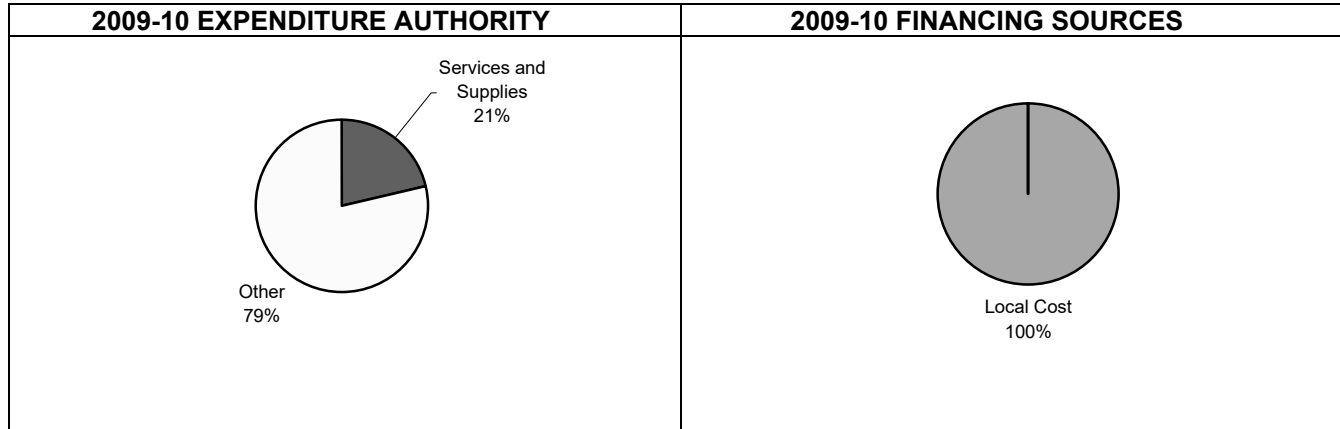 2009-10 EXPENDITURE AUTHORITY
2009-10 FINANCING SOURCES
Services and
Supplies
21%
Other
79%
Local Cost
100%